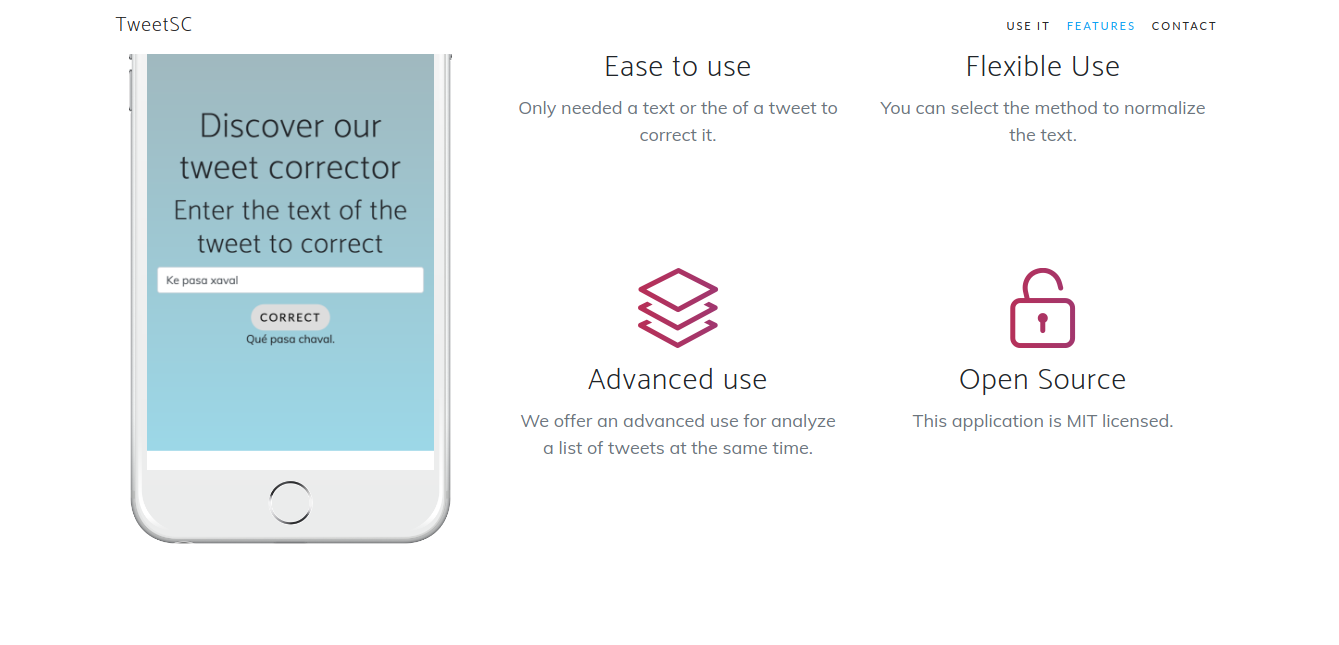 TweetSC
USE IT
FEATURES
CONTACT
Discover our
tweet corrector
Enter the text of the
tweet to correct
Ke pasa xaval
CORRECT
Qué pasa chaval.
Ease to use
Only needed a text or the of a tweet to
correct it.
Flexible Use
You can select the method to normalize
the text.
Advanced use
We offer an advanced use for analyze
a list of tweets at the same time.
Open Source
This application is MIT licensed.